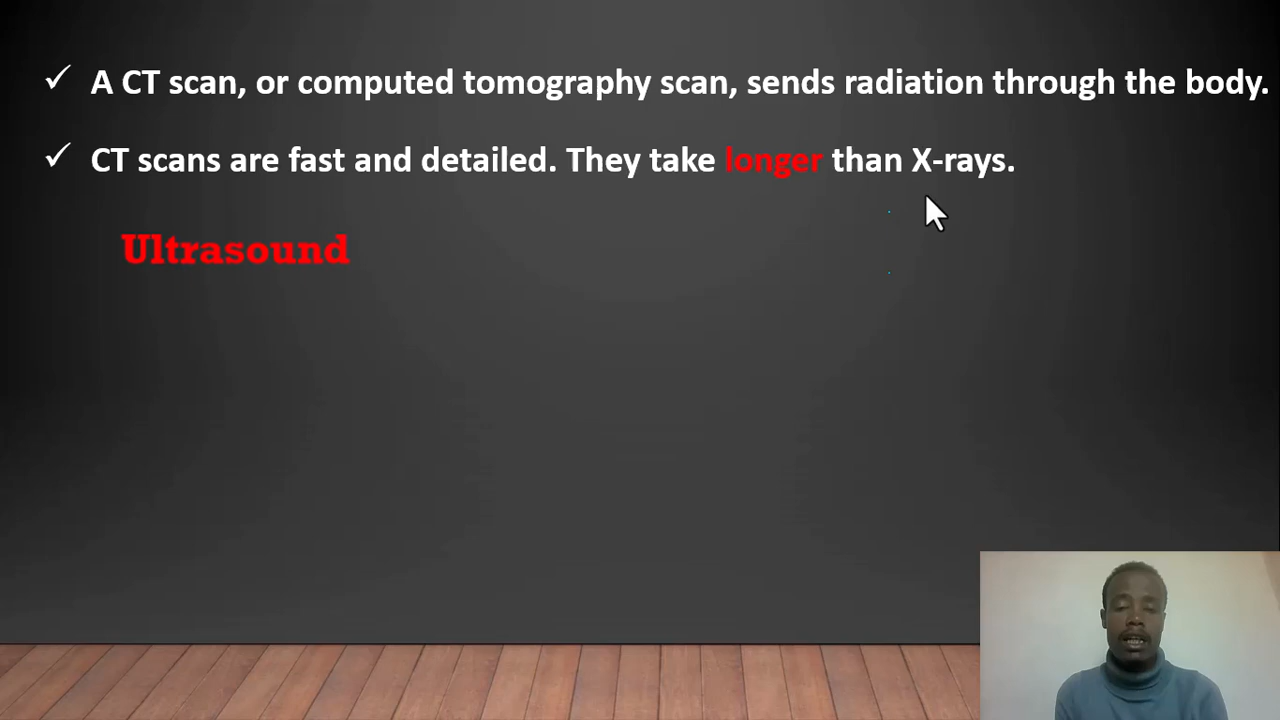 A CT scan, or computed tomography scan, sends radiation through the body.
CT scans are fast and detailed. They take longer than X-rays.
Ultrasound